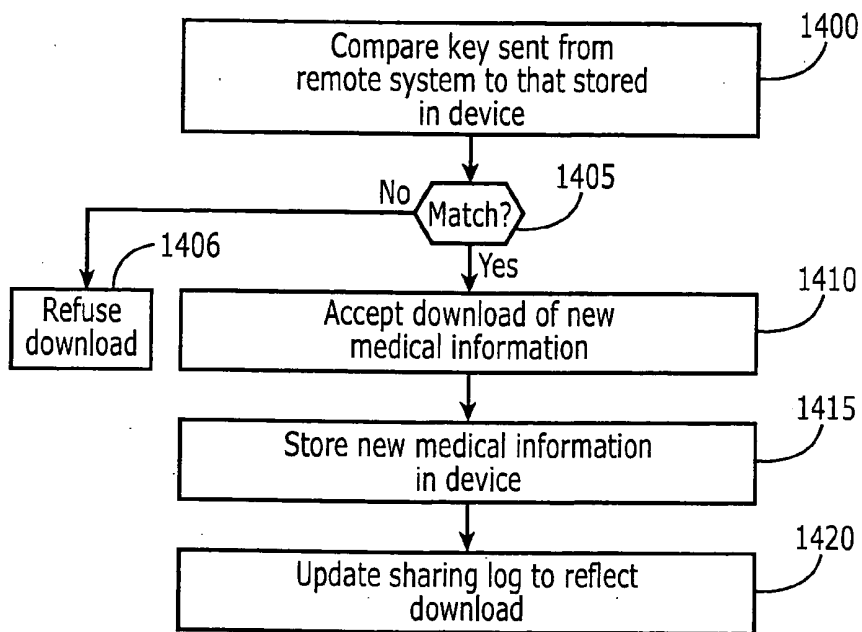 1400
Compare key sent from
remote system to that stored
in device
No
Match?
1405
1406
Yes
Refuse
download
1410
Accept download of new
medical information
1415
Store new medical information
in device
1420
Update sharing log to reflect
download